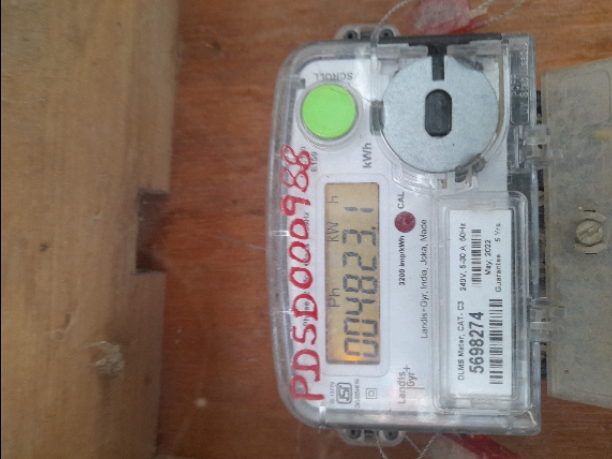 SCROLL
kWh
PDSD000988
Ph KW h
004823.1
3200 imp/kWh CAL
Landis+Gyr, India, Joka, Made
Landis
Gyr+
DLMS Meter, CAT- C3 240V, 5-30 A 50Hz
5698274
May, 2022
Guarantee 5 Yrs.